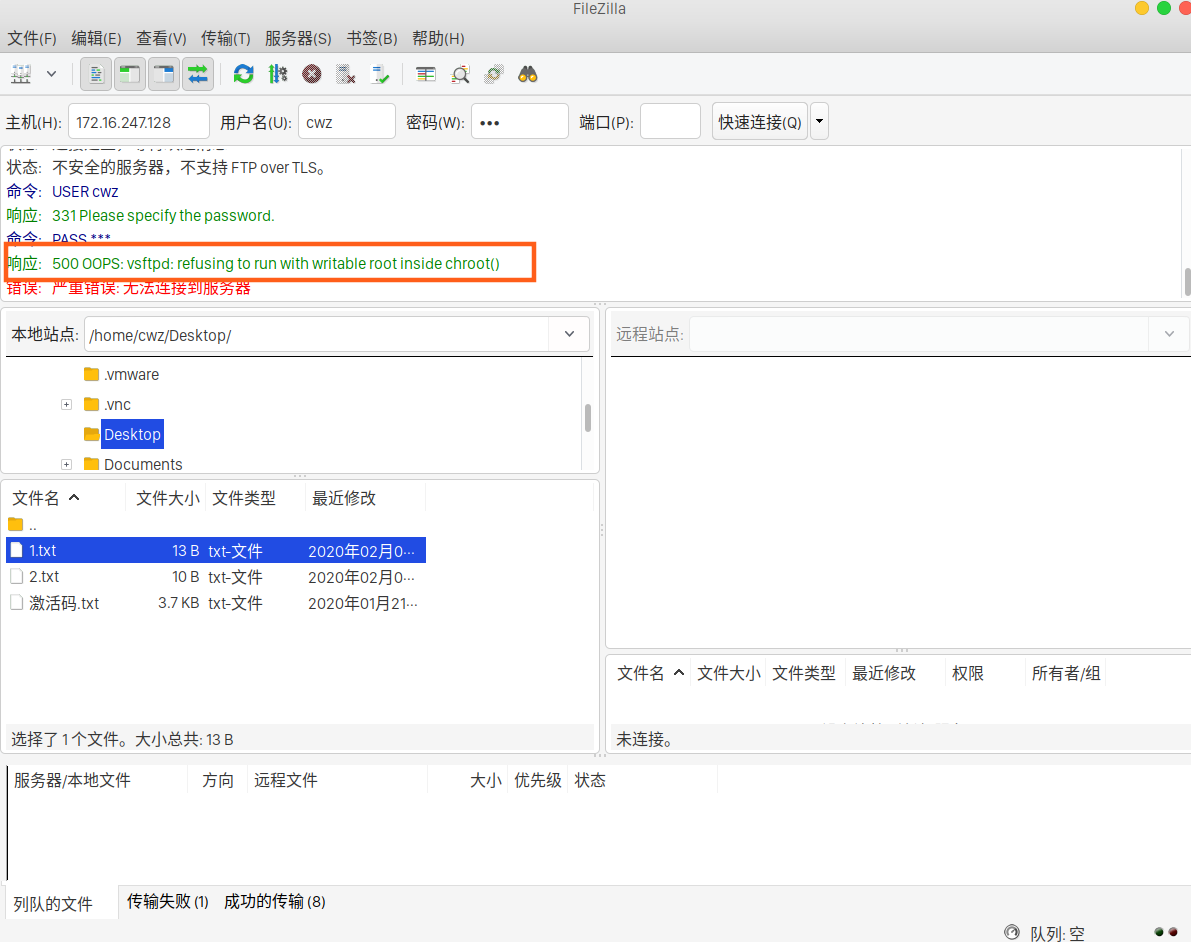 FileZilla
文件(F) 编辑(E) 查看(V) 传输(T) 服务器(S) 书签(B) 帮助(H)
主机(H): 172.16.247.128 用户名(U): cwz 密码(W): ••• 端口(P): 快速连接(Q)
状态: 不安全的服务器，不支持 FTP over TLS。
命令: USER cwz
响应: 331 Please specify the password.
命令: PASS ***
响应: 500 OOPS: vsftpd: refusing to run with writable root inside chroot()
错误: 严重错误: 无法连接到服务器
本地站点: /home/cwz/Desktop/
.vmware
.vnc
Desktop
Documents
文件名 文件大小 文件类型 最近修改
..
1.txt 13 B txt-文件 2020年02月0…
2.txt 10 B txt-文件 2020年02月0…
激活码.txt 3.7 KB txt-文件 2020年01月21…
选择了 1 个文件。大小总共: 13 B
远程站点:
文件名 文件大小 文件类型 最近修改 权限 所有者/组
未连接。
服务器/本地文件 方向 远程文件 大小 优先级 状态
列队的文件 传输失败 (1) 成功的传输 (8)
队列: 空